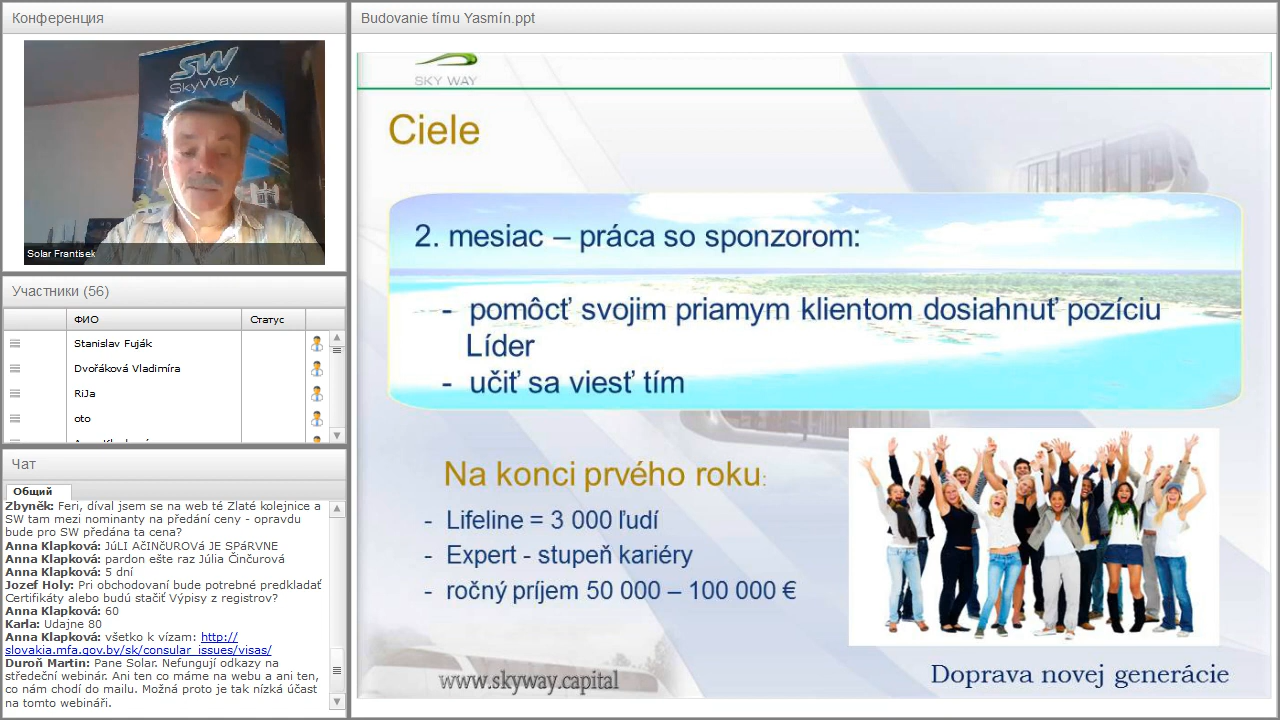 Конференция
SW
SkyWay
Solar Frantisek
Участники (56)
ФИО
Статус
Stanislav Fuják
Dvořáková Vladimíra
RiJa
oto
Чат
Общий
Zbyněk: Feri, díval jsem se na web té Zlaté kolejnice a
SW tam mezi nominanty na předání ceny - opravdu
bude pro SW předána ta cena?
Anna Klapková: JúLI AčINčUROVá JE SPRáRVNE
Anna Klapková: pardon ešte raz Júlia Činčurová
Anna Klapková: 5 dní
Jozef Holy: Pri obchodovaní bude potrebné predkladať
Certifikáty alebo budú stačiť Výpisy z registrov?
Anna Klapková: 60
Karla: Udajne 80
Anna Klapková: všetko k vízam: http://
slovakia.mfa.gov.by/sk/consular_issues/visas/
Duroň Martin: Pane Solar. Nefungují odkazy na
středeční webinár. Ani ten co máme na webu a ani ten,
co nám chodí do mailu. Možná proto je tak nízká účast
na tomto webináři.
Budovanie tímu Yasmín.ppt
SKY WAY
Ciele
2. mesiac – práca so sponzorom:
- pomôcť svojim priamym klientom dosiahnuť pozíciu
Líder
- učiť sa viesť tím
Na konci prvého roku:
- Lifeline = 3 000 ľudí
- Expert - stupeň kariéry
- ročný príjem 50 000 – 100 000 €
www.skyway.capital
Doprava novej generácie